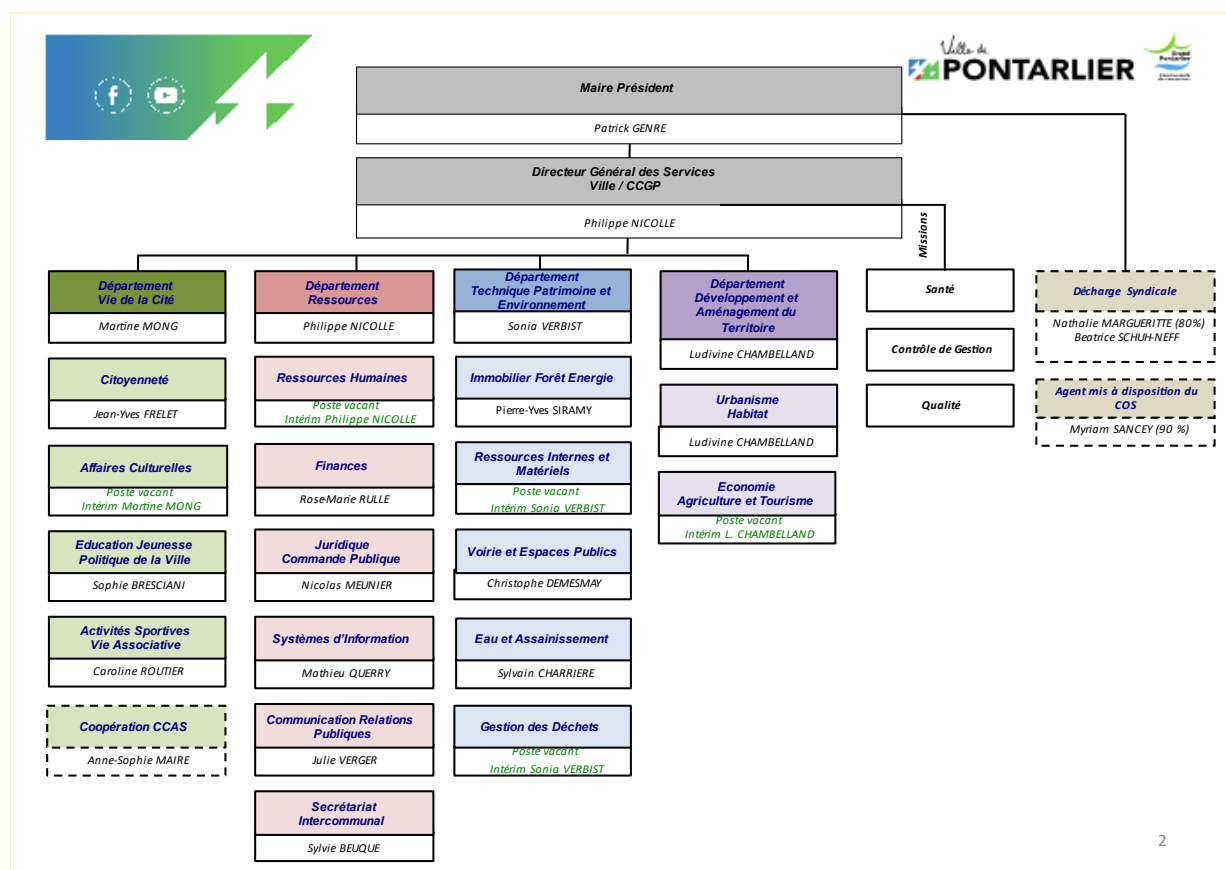 Ville de
PONTARLIER
Grand
Pontarlier
Maire Président
Patrick GENRE
Directeur Général des Services
Ville / CCGP
Philippe NICOLLE
Missions
Département
Vie de la Cité
Martine MONG
Citoyenneté
Jean-Yves FRELET
Affaires Culturelles
Poste vacant
Intérim Martine MONG
Education Jeunesse
Politique de la Ville
Sophie BRESCIANI
Activités Sportives
Vie Associative
Caroline ROUTIER
Coopération CCAS
Anne-Sophie MAIRE
Département
Ressources
Philippe NICOLLE
Ressources Humaines
Poste vacant
Intérim Philippe NICOLLE
Finances
Rose-Marie RULLE
Juridique
Commande Publique
Nicolas MEUNIER
Systèmes d’Information
Mathieu QUERRY
Communication Relations
Publiques
Julie VERGER
Secrétariat
Intercommunal
Sylvie BEUQUE
Département
Technique Patrimoine et
Environnement
Sonia VERBIST
Immobilier Forêt Energie
Pierre-Yves SIRAMY
Ressources Internes et
Matériels
Poste vacant
Intérim Sonia VERBIST
Voirie et Espaces Publics
Christophe DEMESMAY
Eau et Assainissement
Sylvain CHARRIERE
Gestion des Déchets
Poste vacant
Intérim Sonia VERBIST
Département
Développement et
Aménagement du
Territoire
Ludivine CHAMBELLAND
Urbanisme
Habitat
Ludivine CHAMBELLAND
Economie
Agriculture et Tourisme
Poste vacant
Intérim L. CHAMBELLAND
Santé
Contrôle de Gestion
Qualité
Décharge Syndicale
Nathalie MARGUERITTE (80%)
Beatrice SCHUH-NEFF
Agent mis à disposition du
COS
Myriam SANCEY (90 %)
2